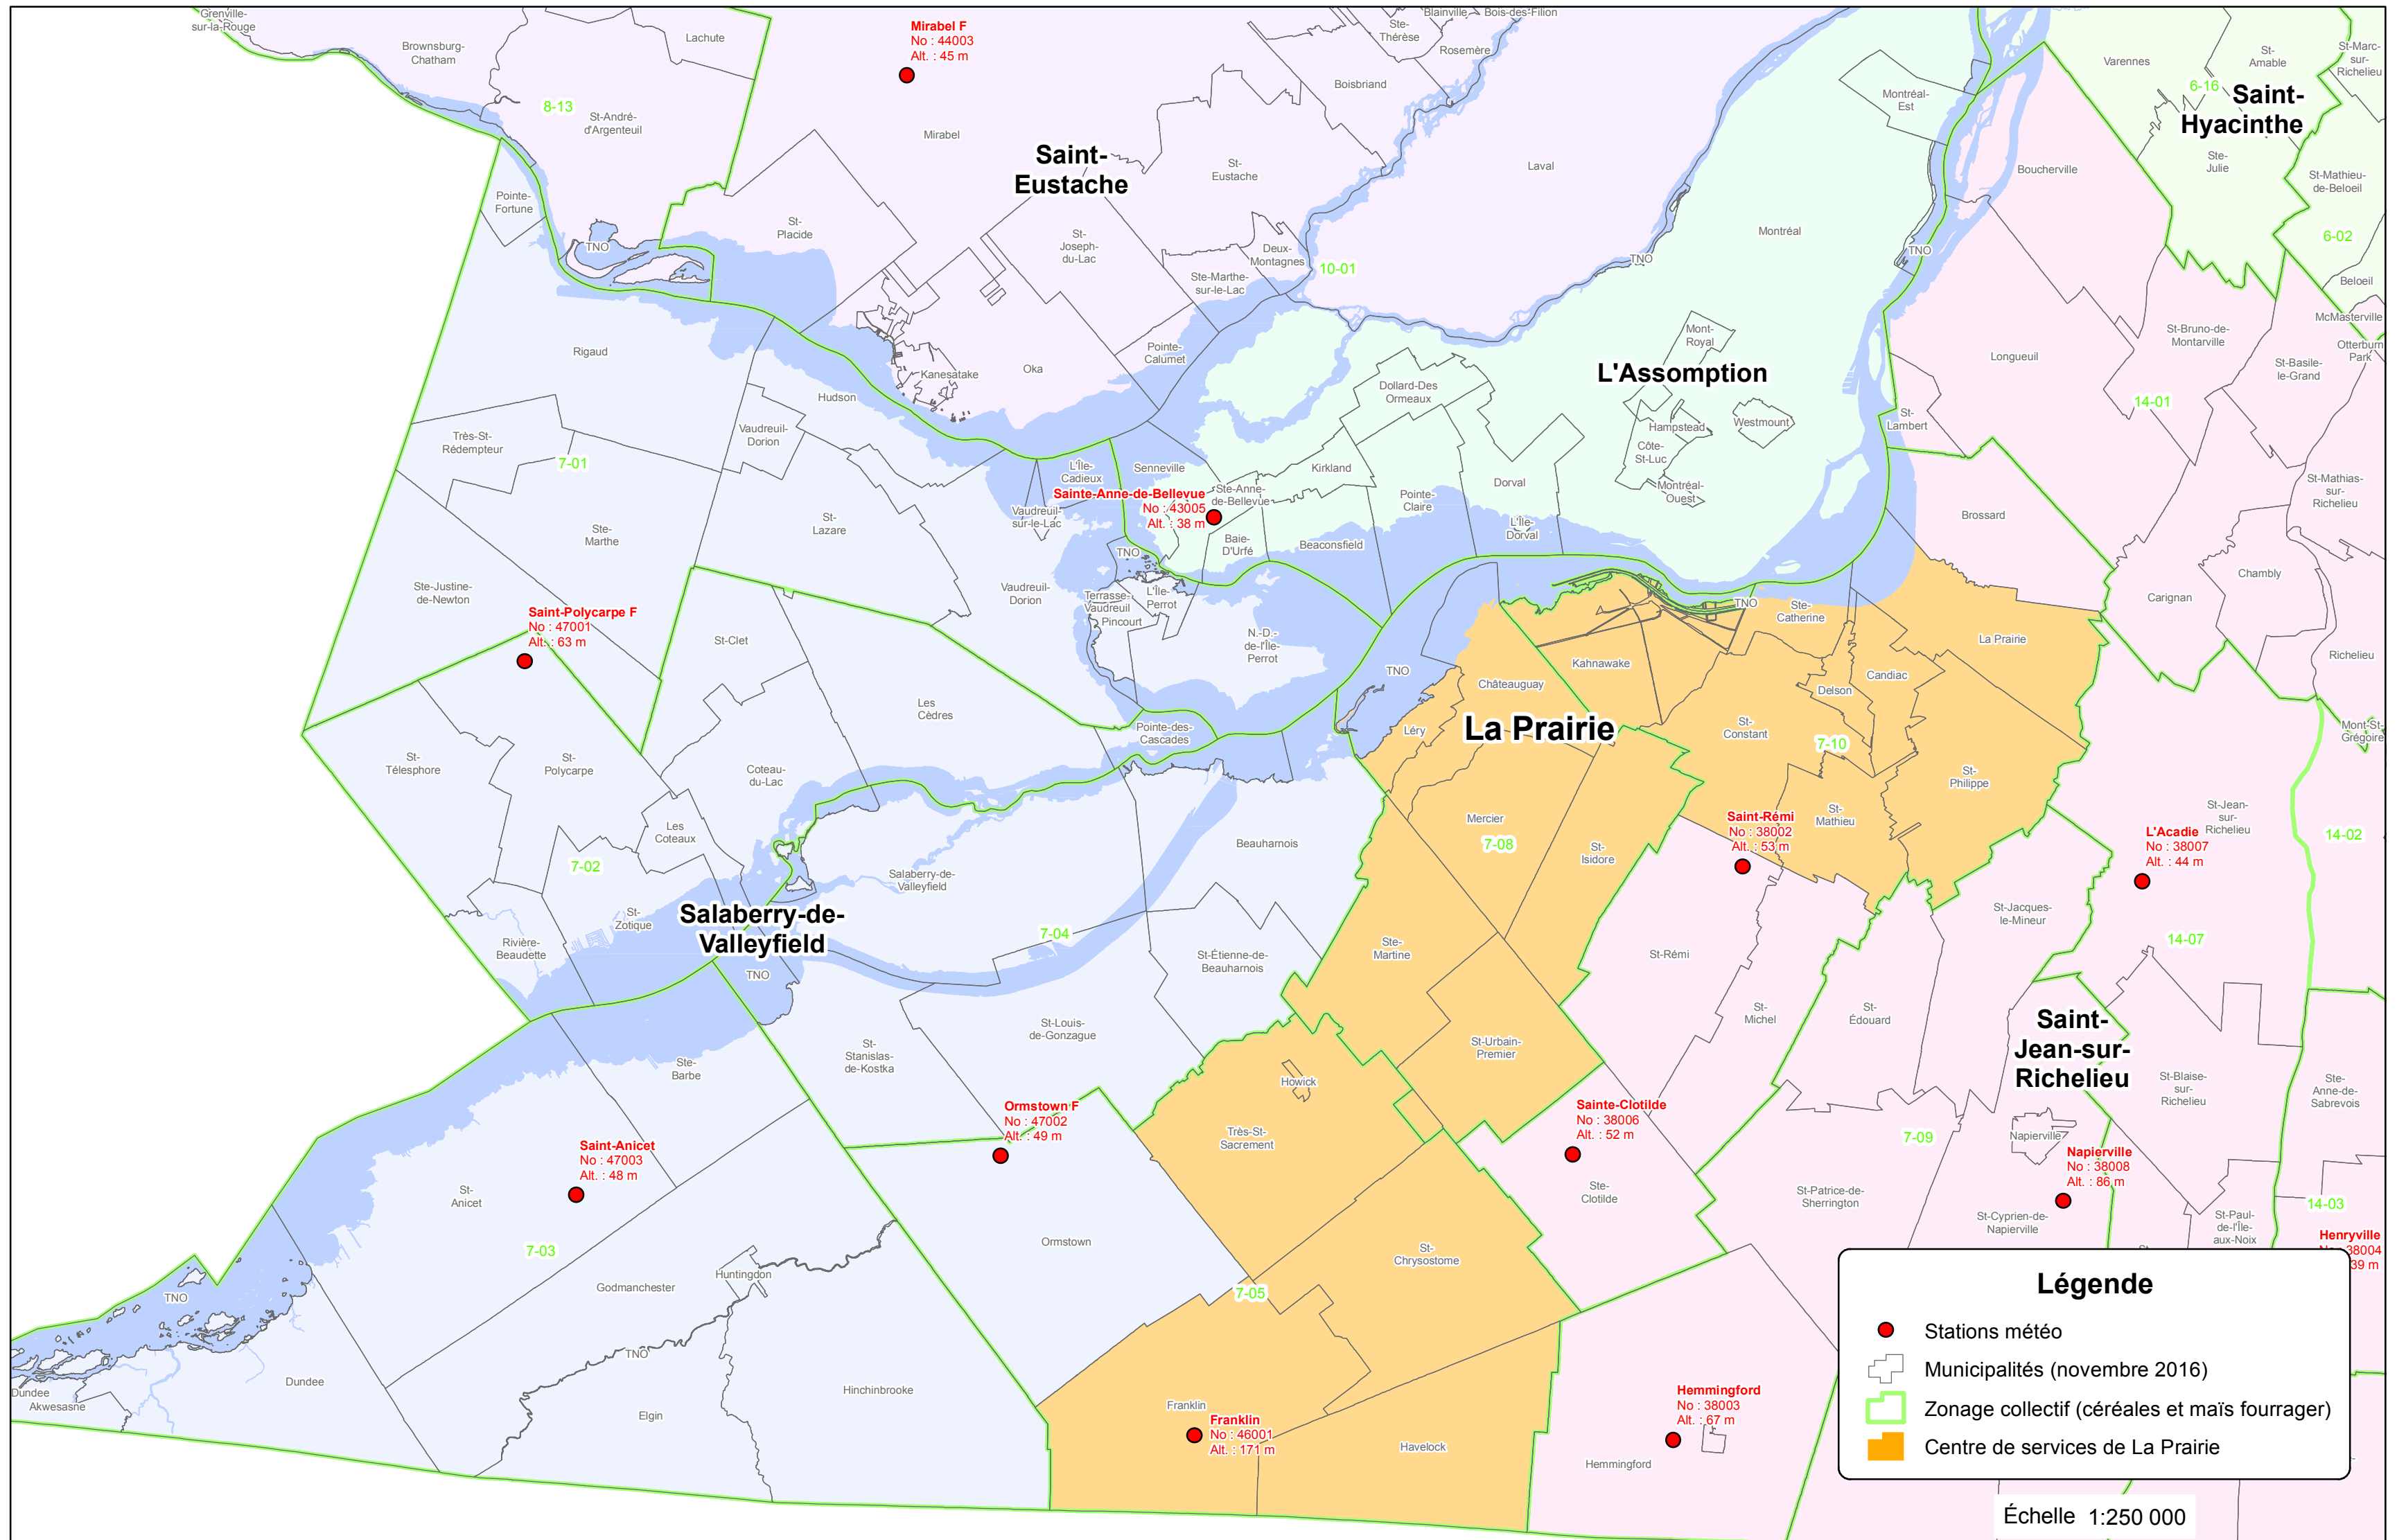 Grenville-
sur-la-Rouge
Brownsburg-
Chatham
Lachute
8-13
St-André-
d'Argenteuil
Mirabel F
No : 44003
Alt. : 45 m
Mirabel
Blainville
Bois-des-Filion
Ste-
Thérèse
Rosemère
Boisbriand
Saint-
Eustache
St-
Eustache
Laval
Montréal-
Est
Varennes
St-
Amable
St-Marc-
sur-
Richelieu
6-16
Saint-
Hyacinthe
Ste-
Julie
St-Mathieu-
de-Beloeil
6-02
Beloeil
McMasterville
Otterburn
Park
Boucherville
Pointe-
Fortune
TNO
St-
Placide
St-
Joseph-
du-Lac
Deux-
Montagnes
Ste-Marthe-
sur-le-Lac
10-01
TNO
Montréal
TNO
Rigaud
Hudson
Kanesatake
Oka
Pointe-
Calumet
Mont-
Royal
L'Assomption
Dollard-Des
Ormeaux
Hampstead
Westmount
Côte-
St-Luc
Montréal-
Ouest
St-
Lambert
Longueuil
St-Bruno-de-
Montarville
St-Basile-
le-Grand
14-01
Très-St-
Rédempteur
7-01
Vaudreuil-
Dorion
L'Île-
Cadieux
Senneville
Kirkland
Sainte-Anne-de-Bellevue
No : 43005
Alt. : 38 m
Ste-Anne-
de-Bellevue
Pointe-
Claire
Dorval
L'Île-
Dorval
Brossard
St-Mathias-
sur-
Richelieu
Ste-
Marthe
St-
Lazare
Vaudreuil-
sur-le-Lac
TNO
Baie-
D'Urfé
Beaconsfield
Chambly
Carignan
Ste-Justine-
de-Newton
Vaudreuil-
Dorion
Terrasse-
Vaudreuil
L'Île-
Perrot
Pincourt
TNO
Ste-
Catherine
Saint-Polycarpe F
No : 47001
Alt. : 63 m
St-Clet
N.-D.-
de-l'Île-
Perrot
TNO
Kahnawake
La Prairie
Richelieu
Châteauguay
Candiac
Delson
Les
Cèdres
Pointe-des-
Cascades
Léry
La Prairie
St-
Constant
7-10
Mont-St-
Grégoire
St-
Télesphore
St-
Polycarpe
Coteau-
du-Lac
St-
Philippe
Mercier
7-08
St-
Isidore
Saint-Rémi
No : 38002
Alt. : 53 m
St-
Mathieu
St-Jean-
sur-
Richelieu
L'Acadie
No : 38007
Alt. : 44 m
14-02
Les
Coteaux
7-02
Beauharnois
Salaberry-de-
Valleyfield
St-
Zotique
Salaberry-de-
Valleyfield
Rivière-
Beaudette
TNO
7-04
St-Étienne-de-
Beauharnois
Ste-
Martine
St-Rémi
St-Jacques-
le-Mineur
14-07
St-
Michel
St-
Édouard
Saint-
Jean-sur-
Richelieu
Ste-
Barbe
St-
Stanislas-
de-Kostka
St-Louis-
de-Gonzague
St-Urbain-
Premier
Howick
St-Blaise-
sur-
Richelieu
Ste-
Anne-de-
Sabrevois
Ormstown F
No : 47002
Alt. : 49 m
Très-St-
Sacrement
Sainte-Clotilde
No : 38006
Alt. : 52 m
7-09
Napierville
Napierville
No : 38008
Alt. : 86 m
Saint-Anicet
No : 47003
Alt. : 48 m
St-
Anicet
Ste-
Clotilde
St-Patrice-de-
Sherrington
St-Cyprien-de-
Napierville
St-Paul-
de-l'Île-
aux-Noix
St-
14-03
Henryville
No : 38004
39 m
7-03
Ormstown
St-
Chrysostome
Godmanchester
Huntingdon
7-05
TNO
TNO
Dundee
Dundee
Akwesasne
Elgin
Hinchinbrooke
Franklin
Franklin
No : 46001
Alt. : 171 m
Havelock
Hemmingford
No : 38003
Alt. : 67 m
Hemmingford
Légende
Stations météo
Municipalités (novembre 2016)
Zonage collectif (céréales et maïs fourrager)
Centre de services de La Prairie
Échelle 1:250 000